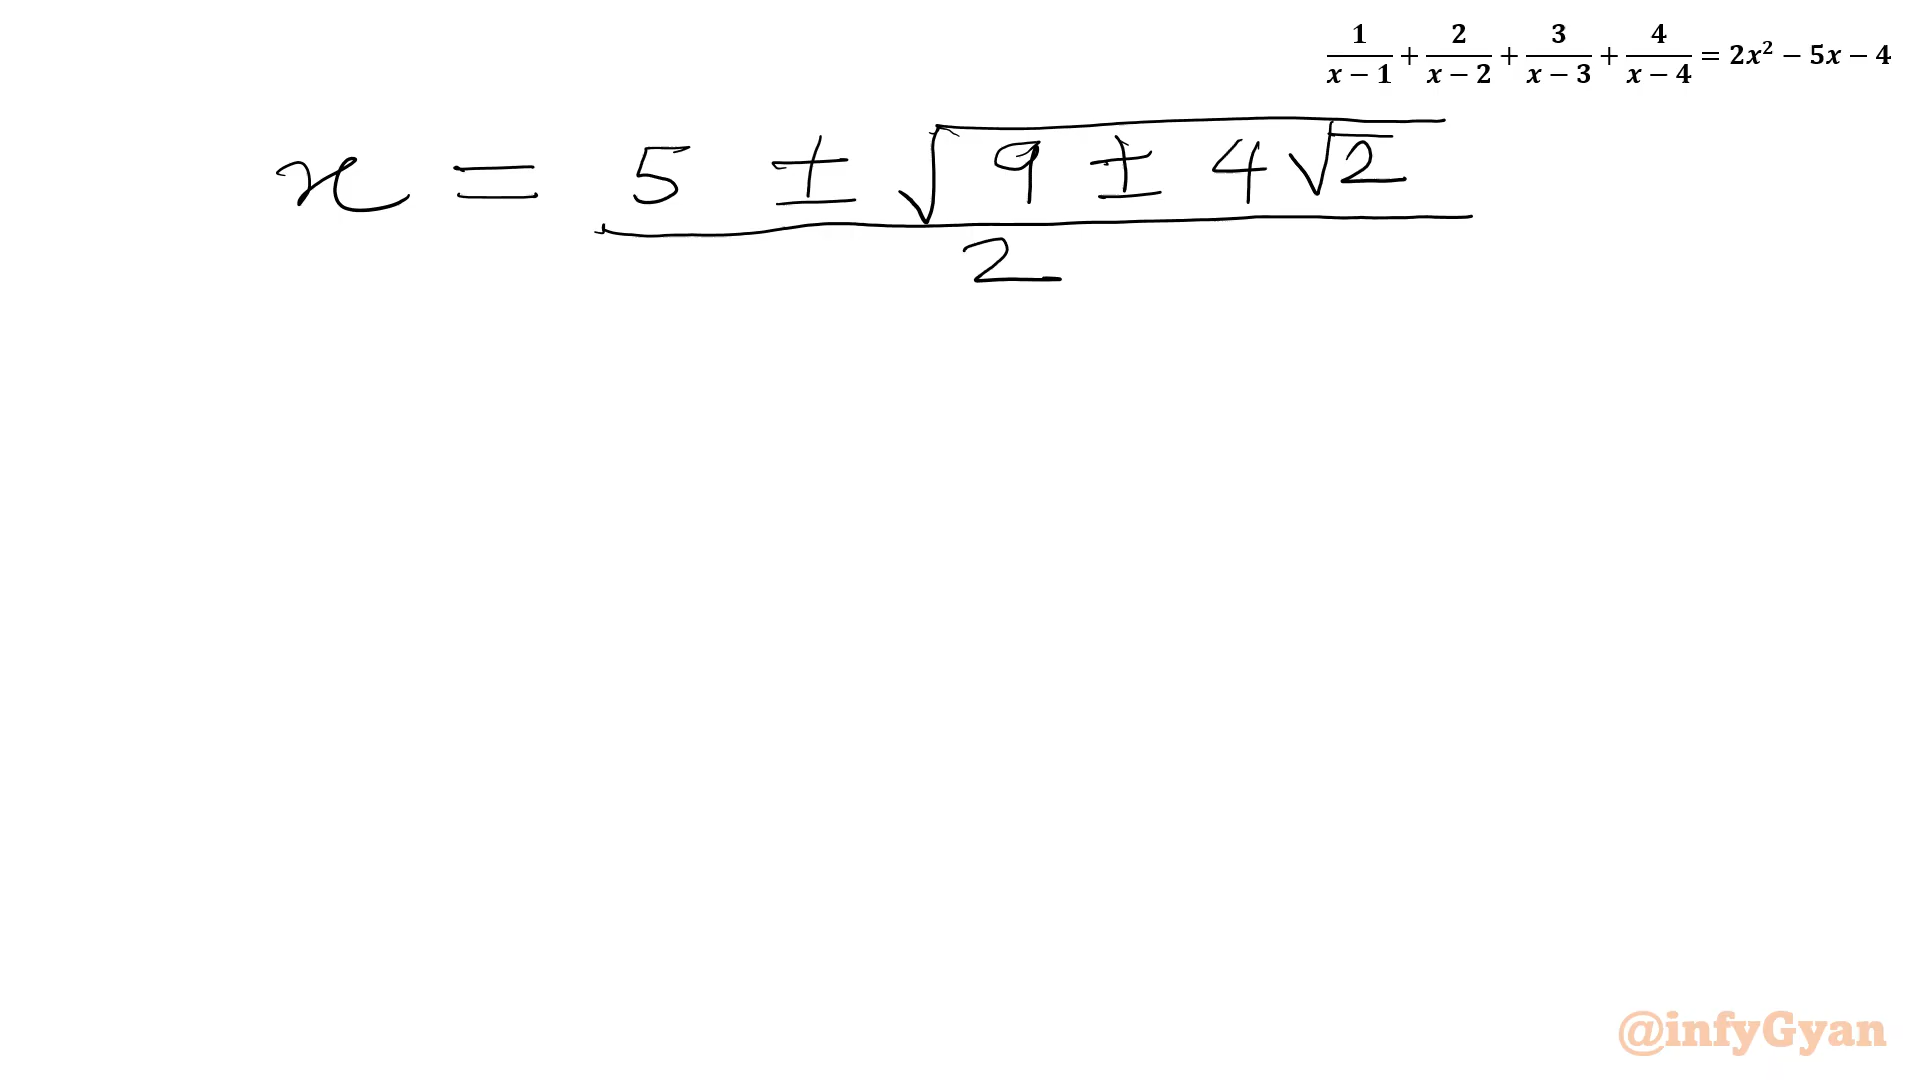 1/(x − 1) + 2/(x − 2) + 3/(x − 3) + 4/(x − 4) = 2x² − 5x − 4
x = (5 ± √(9 ± 4√2))/2
@infyGyan